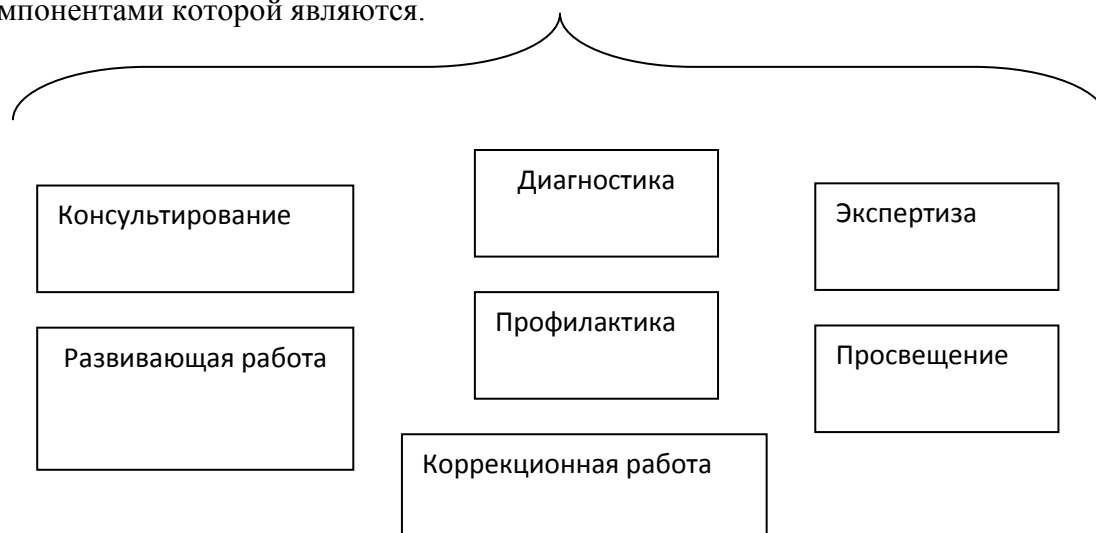 мпонентами которой являются.
Диагностика
Консультирование
Экспертиза
Профилактика
Развивающая работа
Просвещение
Коррекционная работа